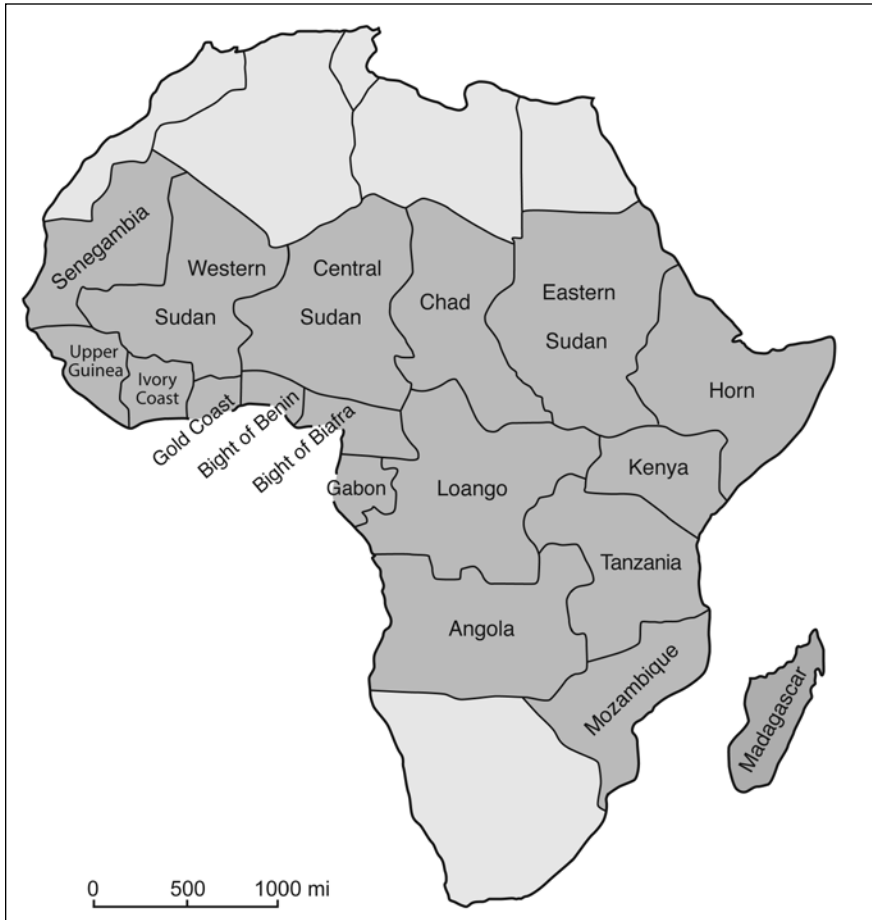 Senegambia
Western
Sudan
Central
Sudan
Chad
Eastern
Sudan
Upper
Guinea
Ivory
Coast
Gold Coast
Bight of Benin
Bight of Biafra
Horn
Gabon
Loango
Kenya
Tanzania
Angola
Mozambique
Madagascar
0 500 1000 mi